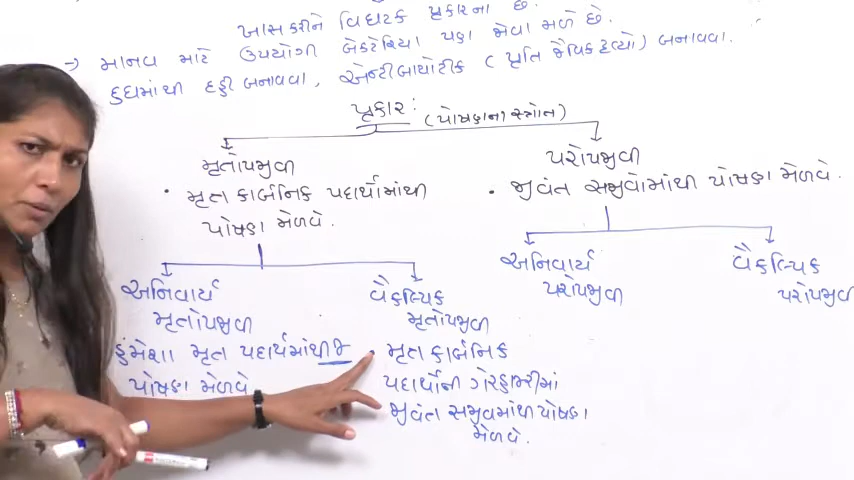 ખાસ કરીને વિઘટક પ્રકારના છે.
→ માનવ માટે ઉપયોગી બેક્ટેરિયા પણ જોવા મળે છે.
દુધમાંથી દહીં બનાવવા, એન્ટીબાયોટીક (પ્રતિ જૈવિક દ્રવ્યો) બનાવવા.
પ્રકાર: (પોષણના સ્ત્રોત)
મૃતોપજીવી
• મૃત કાર્બનિક પદાર્થોમાંથી
પોષણ મેળવે.
પરોપજીવી
• જીવંત સજીવોમાંથી પોષણ મેળવે.
અનિવાર્ય
મૃતોપજીવી
હંમેશા મૃત પદાર્થમાંથી જ
પોષણ મેળવે
વૈકલ્પિક
મૃતોપજીવી
• મૃત કાર્બનિક
પદાર્થોની ગેરહાજરીમાં
જીવંત સજીવમાંથી પોષણ
મેળવે.
અનિવાર્ય
પરોપજીવી
વૈકલ્પિક
પરોપજીવી